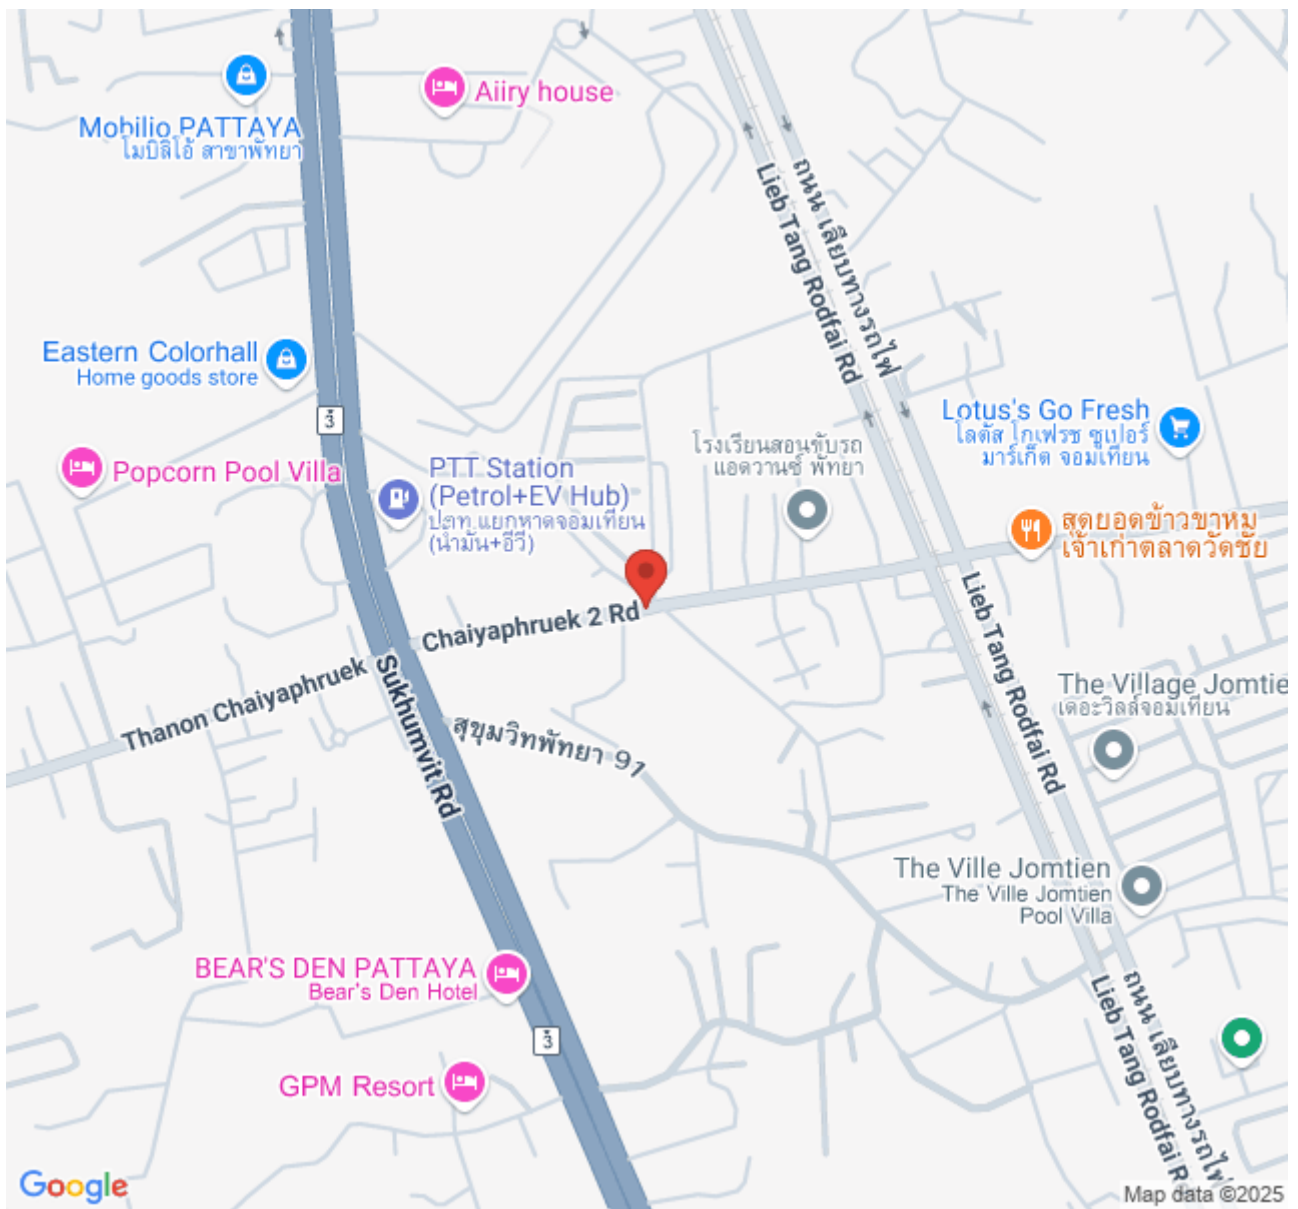 Mobilio PATTAYA
โมบิลิโอ้ สาขาพัทยา
Aiiry house
ถนน เลียบทางรถไฟ
Lieb Tang Rodfai Rd
Eastern Colorhall
Home goods store
3
Popcorn Pool Villa
PTT Station
(Petrol+EV Hub)
ปตท.แยกหาดจอมเทียน
(น้ำมัน+อีวี)
โรงเรียนสอนขับรถ
แอดวานซ์ พัทยา
Lotus's Go Fresh
โลตัส โกเฟรช ซูเปอร์
มาร์เก็ต จอมเทียน
สุดยอดข้าวขาหมู
เจ้าเก่าตลาดวัดชัย
Chaiyaphruek 2 Rd
Thanon Chaiyaphruek
Sukhumvit Rd
สุขุมวิทพัทยา 91
Lieb Tang Rodfai Rd
The Village Jomtie
เดอะวิลล์จอมเทียน
The Ville Jomtien
The Ville Jomtien
Pool Villa
BEAR'S DEN PATTAYA
Bear's Den Hotel
3
GPM Resort
ถนน เลียบทางรถไฟ
Lieb Tang Rodfai R
Google
Map data ©2025